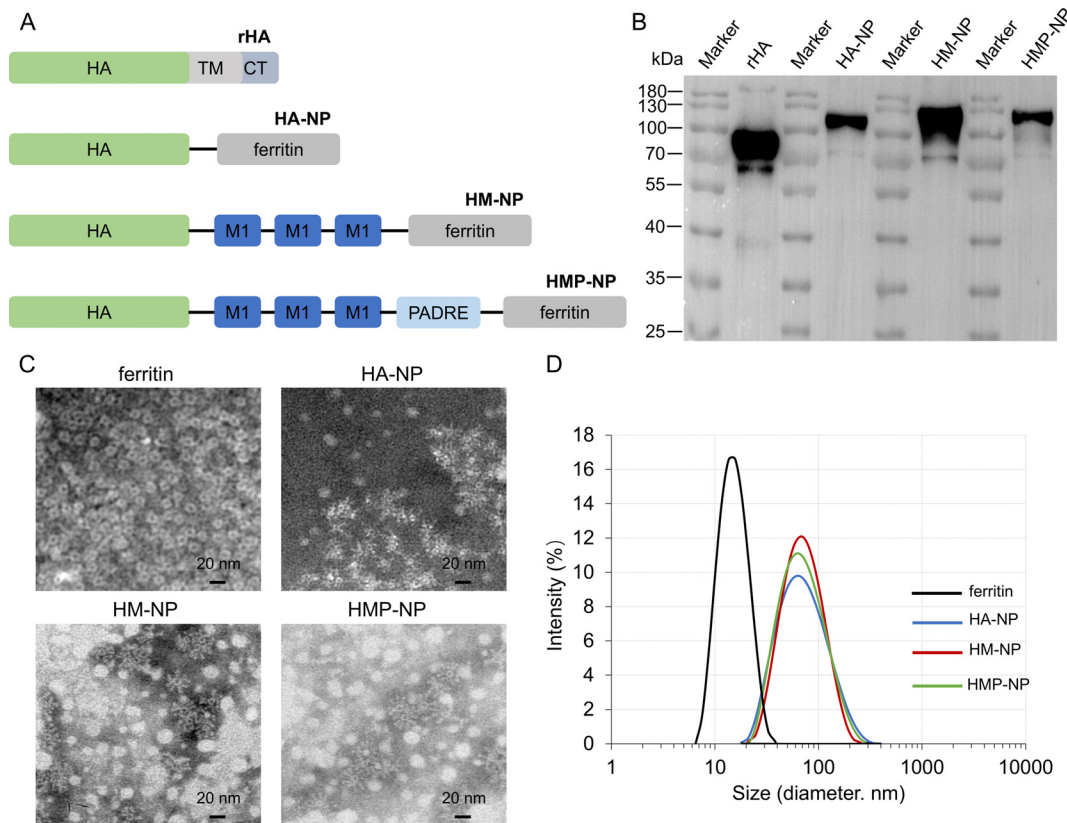 A
rHA
HA TM CT
HA-NP
HA ferritin
HM-NP
HA M1 M1 M1 ferritin
HMP-NP
HA M1 M1 M1 PADRE ferritin
B
kDa Marker rHA Marker HA-NP Marker HM-NP Marker HMP-NP
180
130
100
70
55
40
35
25
C
ferritin HA-NP
20 nm 20 nm
HM-NP HMP-NP
20 nm 20 nm
D
18
16
14
12
10
8
6
4
2
0
Intensity (%)
ferritin
HA-NP
HM-NP
HMP-NP
1 10 100 1000 10000
Size (diameter. nm)